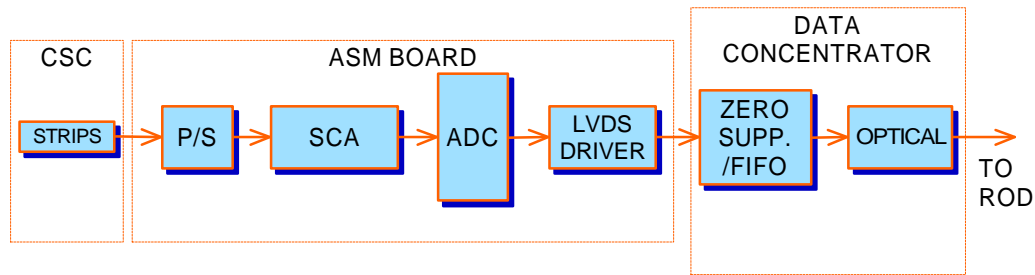 CSC
ASM BOARD
DATA
CONCENTRATOR
STRIPS
P/S
SCA
ADC
LVDS
DRIVER
ZERO
SUPP.
/FIFO
OPTICAL
TO
ROD